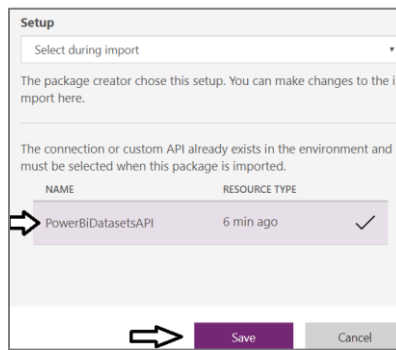 Setup
Select during import
The package creator chose this setup. You can make changes to the i
mport here.
The connection or custom API already exists in the environment and
must be selected when this package is imported.
NAME RESOURCE TYPE
PowerBiDatasetsAPI 6 min ago
Save Cancel